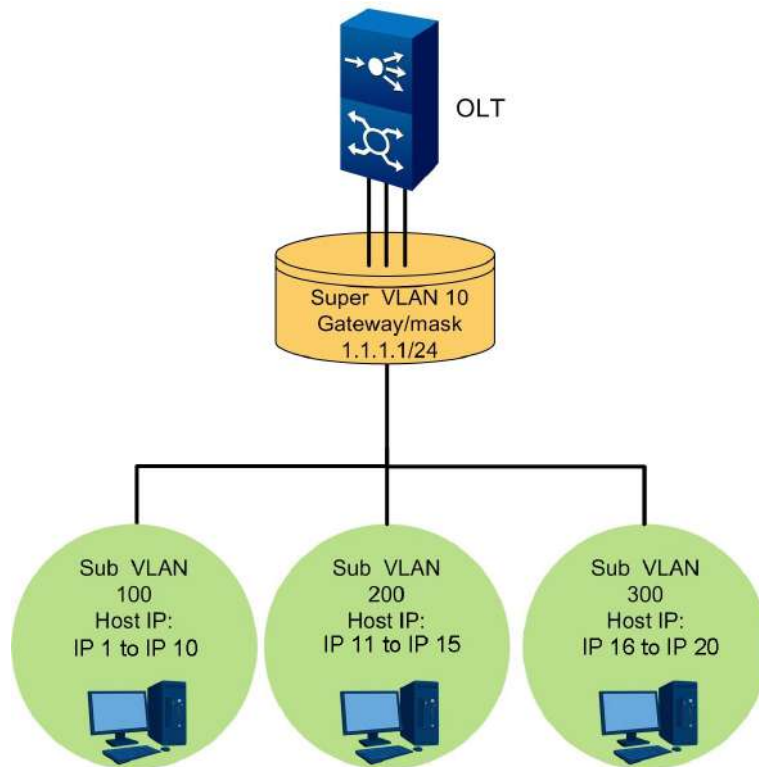 OLT
Super VLAN 10
Gateway/mask
1.1.1.1/24
Sub VLAN
100
Host IP:
IP 1 to IP 10
Sub VLAN
200
Host IP:
IP 11 to IP 15
Sub VLAN
300
Host IP:
IP 16 to IP 20